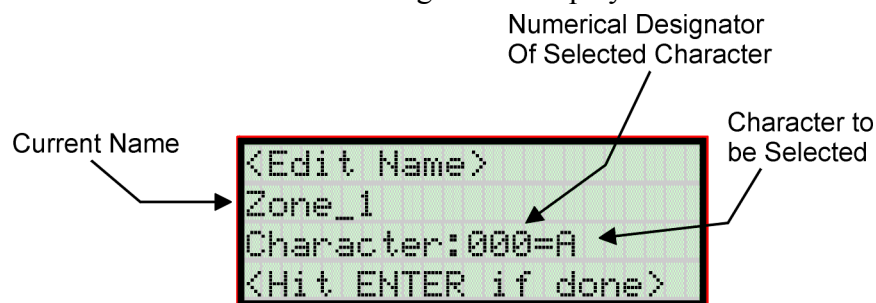 Numerical Designator
Of Selected Character
Current Name
Character to
be Selected
<Edit Name>
Zone_1
Character:000=A
<Hit ENTER if done>